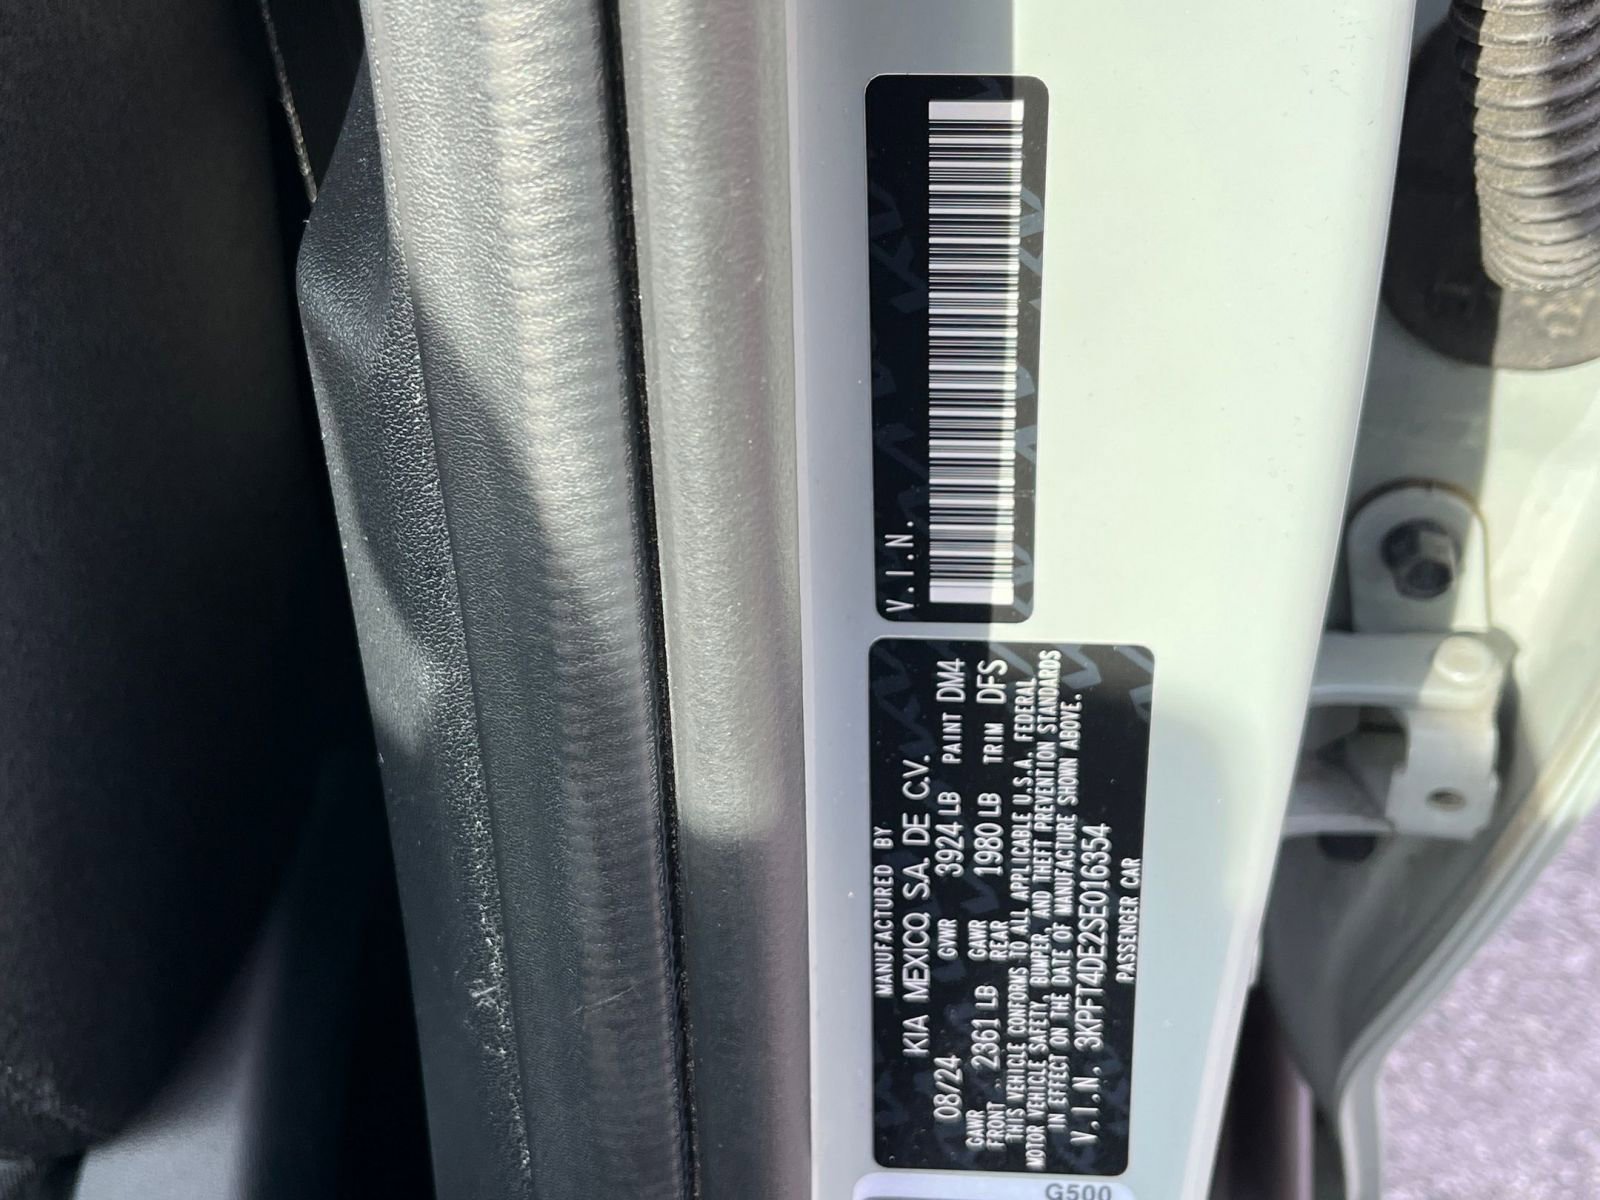 V.I.N.
MANUFACTURED BY
KIA MEXICO, S.A. DE C.V.
08/24 GVWR 3924 LB PAINT DM4
GAWR FRONT 2361 LB GAWR REAR 1980 LB TRIM DFS
THIS VEHICLE CONFORMS TO ALL APPLICABLE U.S.A. FEDERAL
MOTOR VEHICLE SAFETY, BUMPER, AND THEFT PREVENTION STANDARDS
IN EFFECT ON THE DATE OF MANUFACTURE SHOWN ABOVE.
V.I.N. 3KPFT4DE2SE016354
PASSENGER CAR
G500